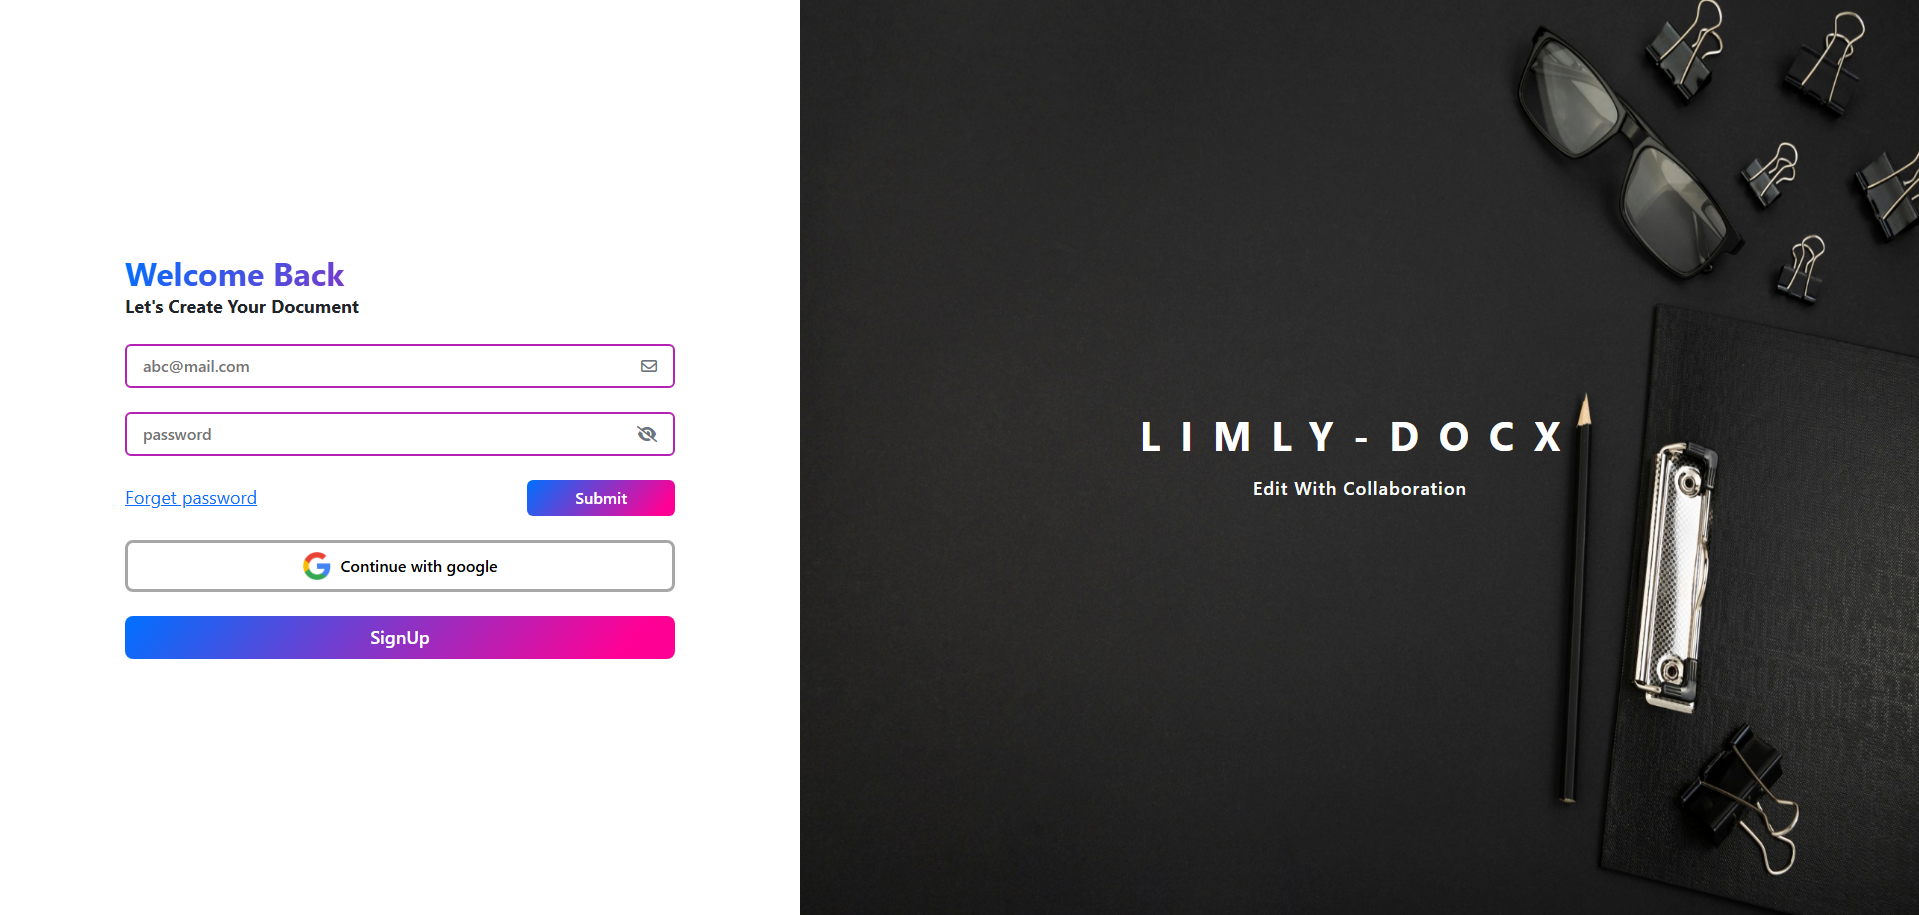 Welcome Back
Let's Create Your Document
abc@mail.com
password
Forget password
Submit
Continue with google
SignUp
LIMLY-DOCX
Edit With Collaboration